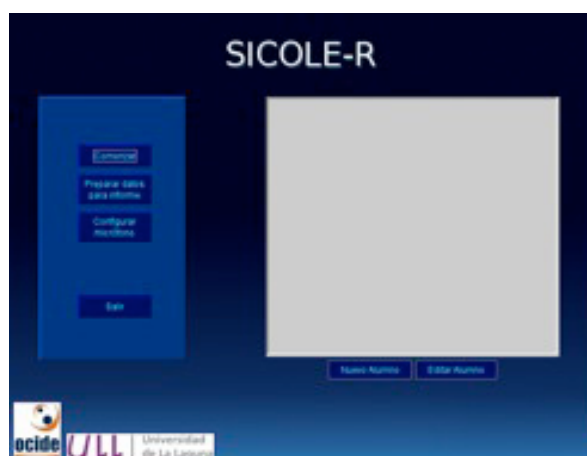 SICOLE-R
Comenzar
Preparar datos
para informe
Configurar
micrófono
Salir
Nuevo Alumno
Editar Alumno
ocide
ULL
Universidad
de La Laguna